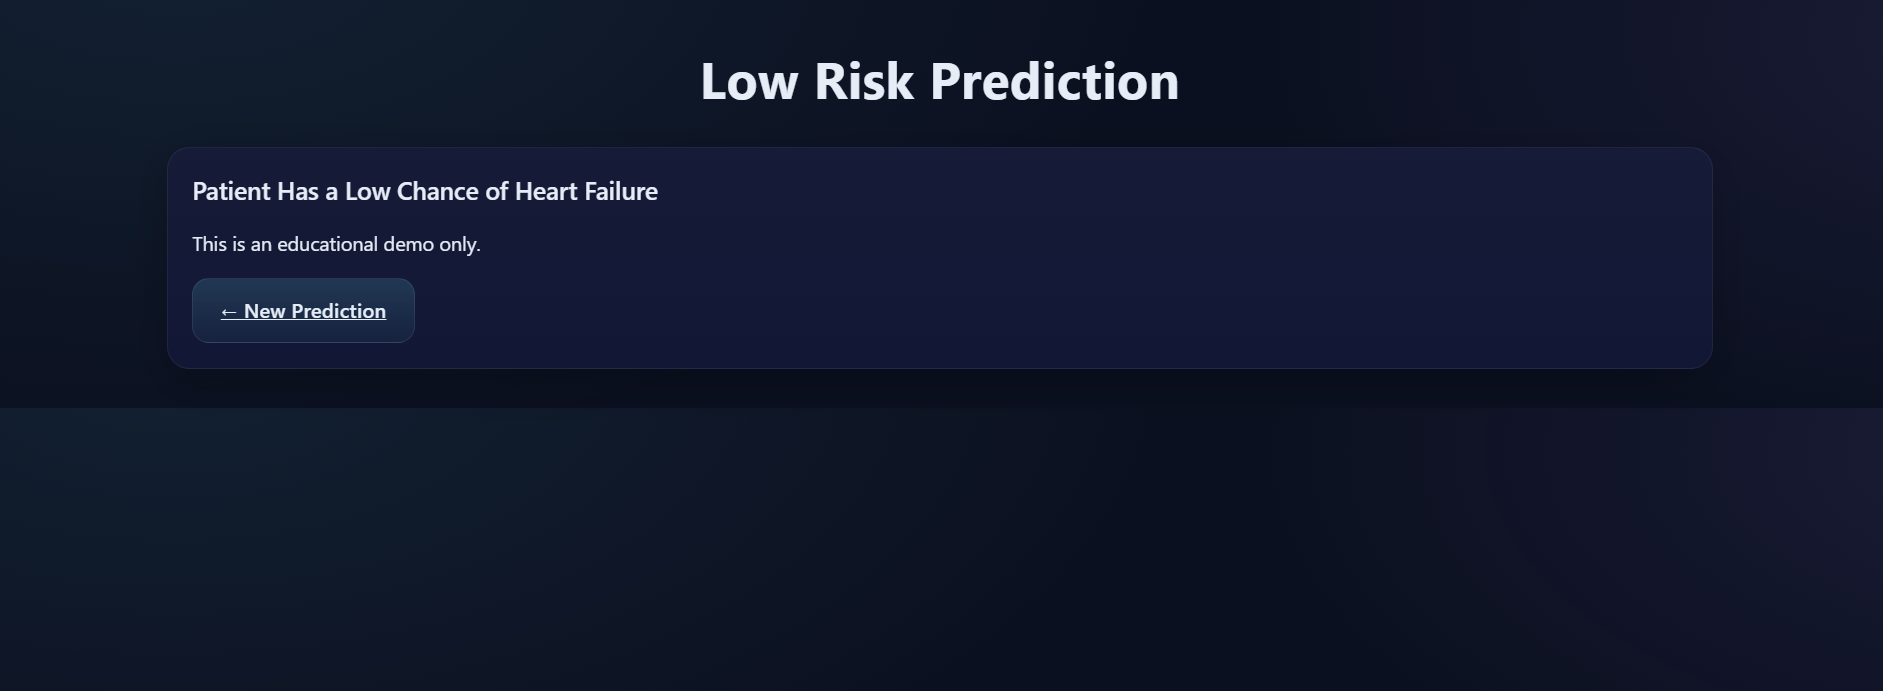 Low Risk Prediction
Patient Has a Low Chance of Heart Failure
This is an educational demo only.
← New Prediction